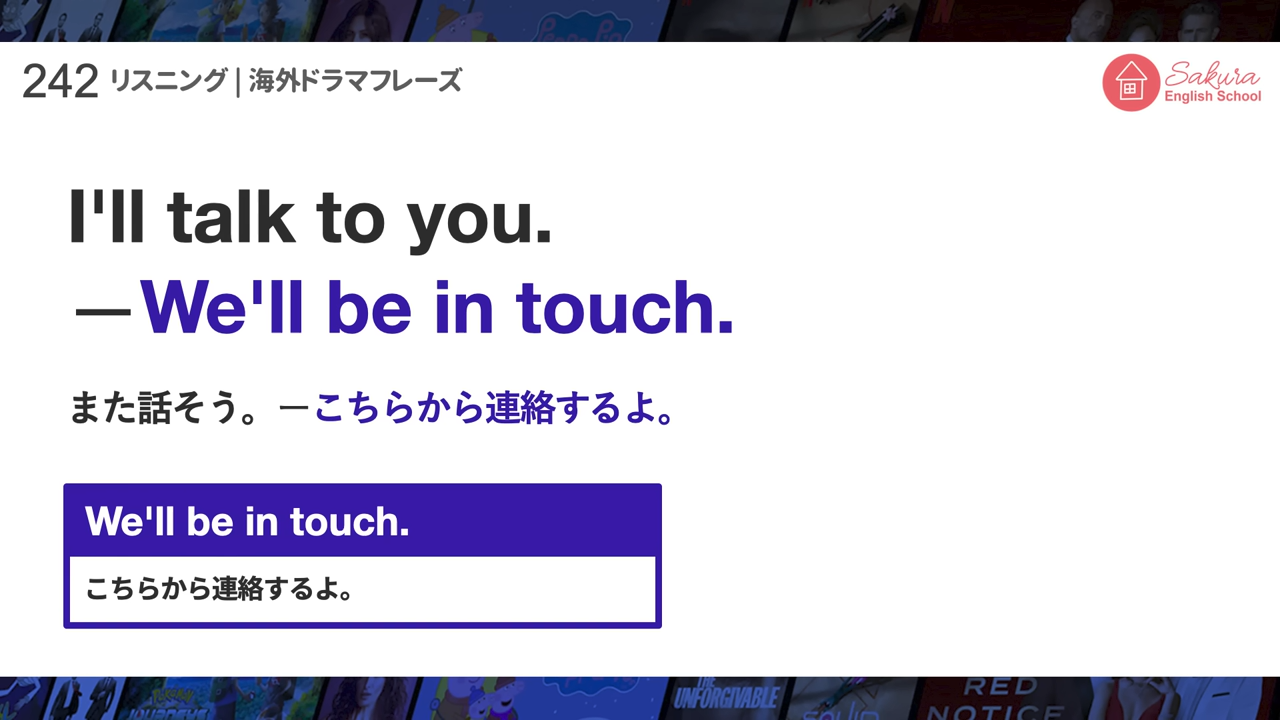 242 リスニング | 海外ドラマフレーズ
Sakura
English School
I'll talk to you.
—We'll be in touch.
また話そう。—こちらから連絡するよ。
We'll be in touch.
こちらから連絡するよ。
POKÉMON
JOURNEYS
THE
UNFORGIVABLE
RED
NOTICE